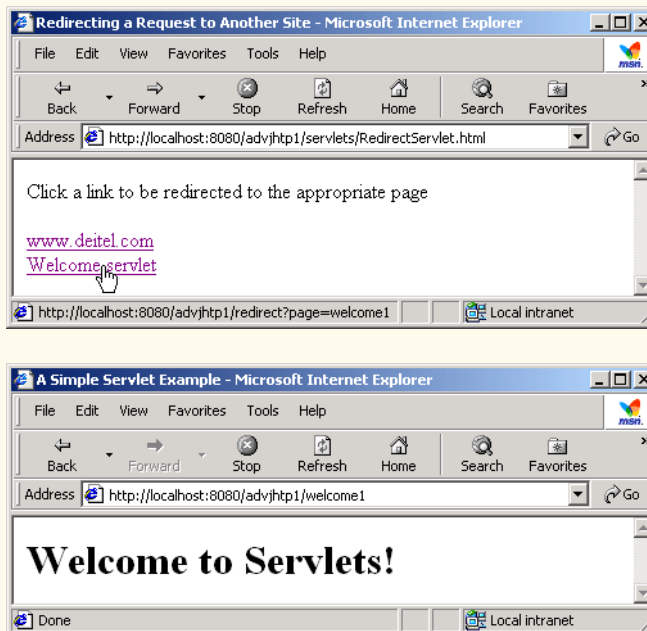 Redirecting a Request to Another Site - Microsoft Internet Explorer
File Edit View Favorites Tools Help
msn.
Back Forward Stop Refresh Home Search Favorites »
Address http://localhost:8080/advjhtp1/servlets/RedirectServlet.html Go
Click a link to be redirected to the appropriate page
www.deitel.com
Welcome servlet
http://localhost:8080/advjhtp1/redirect?page=welcome1 Local intranet
A Simple Servlet Example - Microsoft Internet Explorer
File Edit View Favorites Tools Help
msn.
Back Forward Stop Refresh Home Search Favorites »
Address http://localhost:8080/advjhtp1/welcome1 Go
Welcome to Servlets!
Done Local intranet